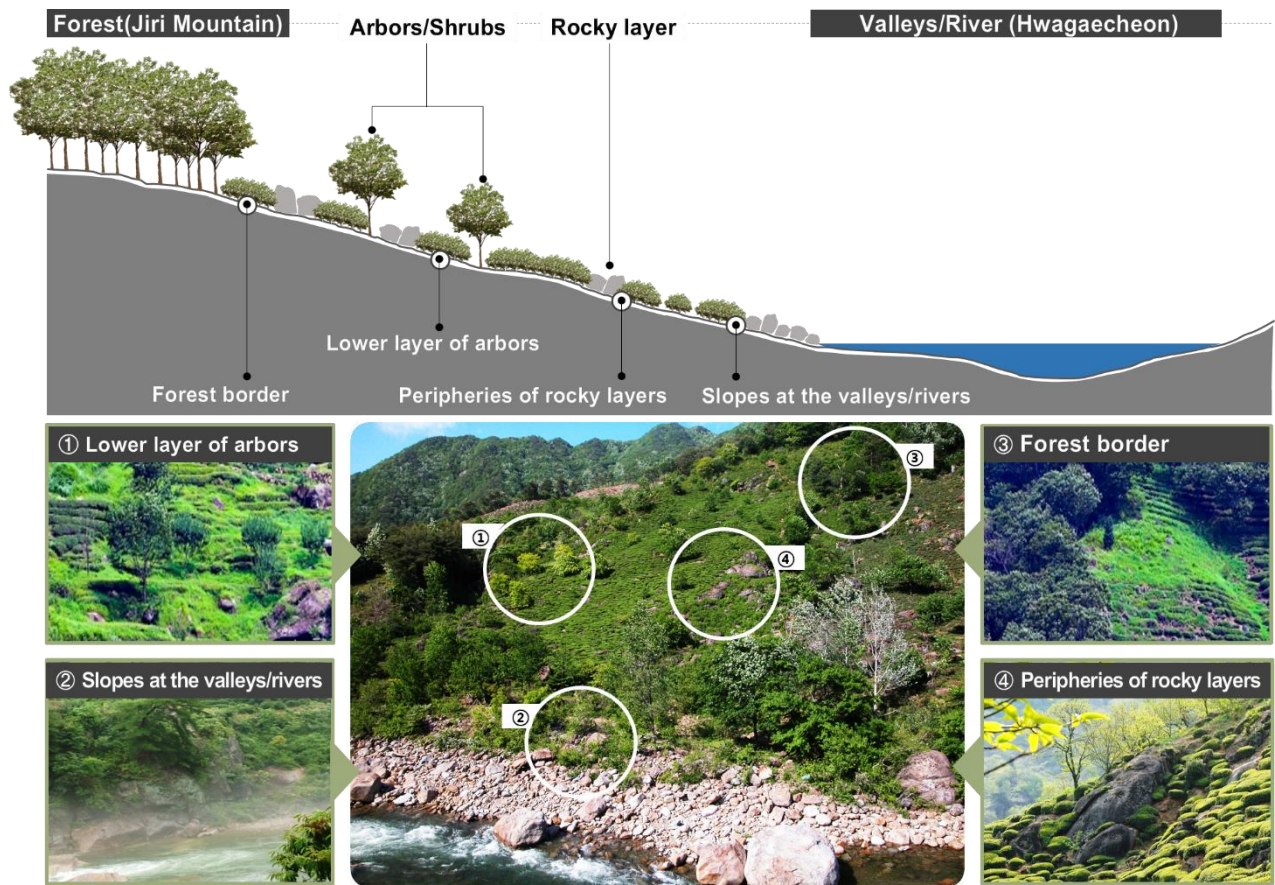 Forest(Jiri Mountain)
Arbors/Shrubs
Rocky layer
Valleys/River (Hwagaecheon)
Lower layer of arbors
Forest border
Peripheries of rocky layers
Slopes at the valleys/rivers
① Lower layer of arbors
② Slopes at the valleys/rivers
①
②
③
④
③ Forest border
④ Peripheries of rocky layers